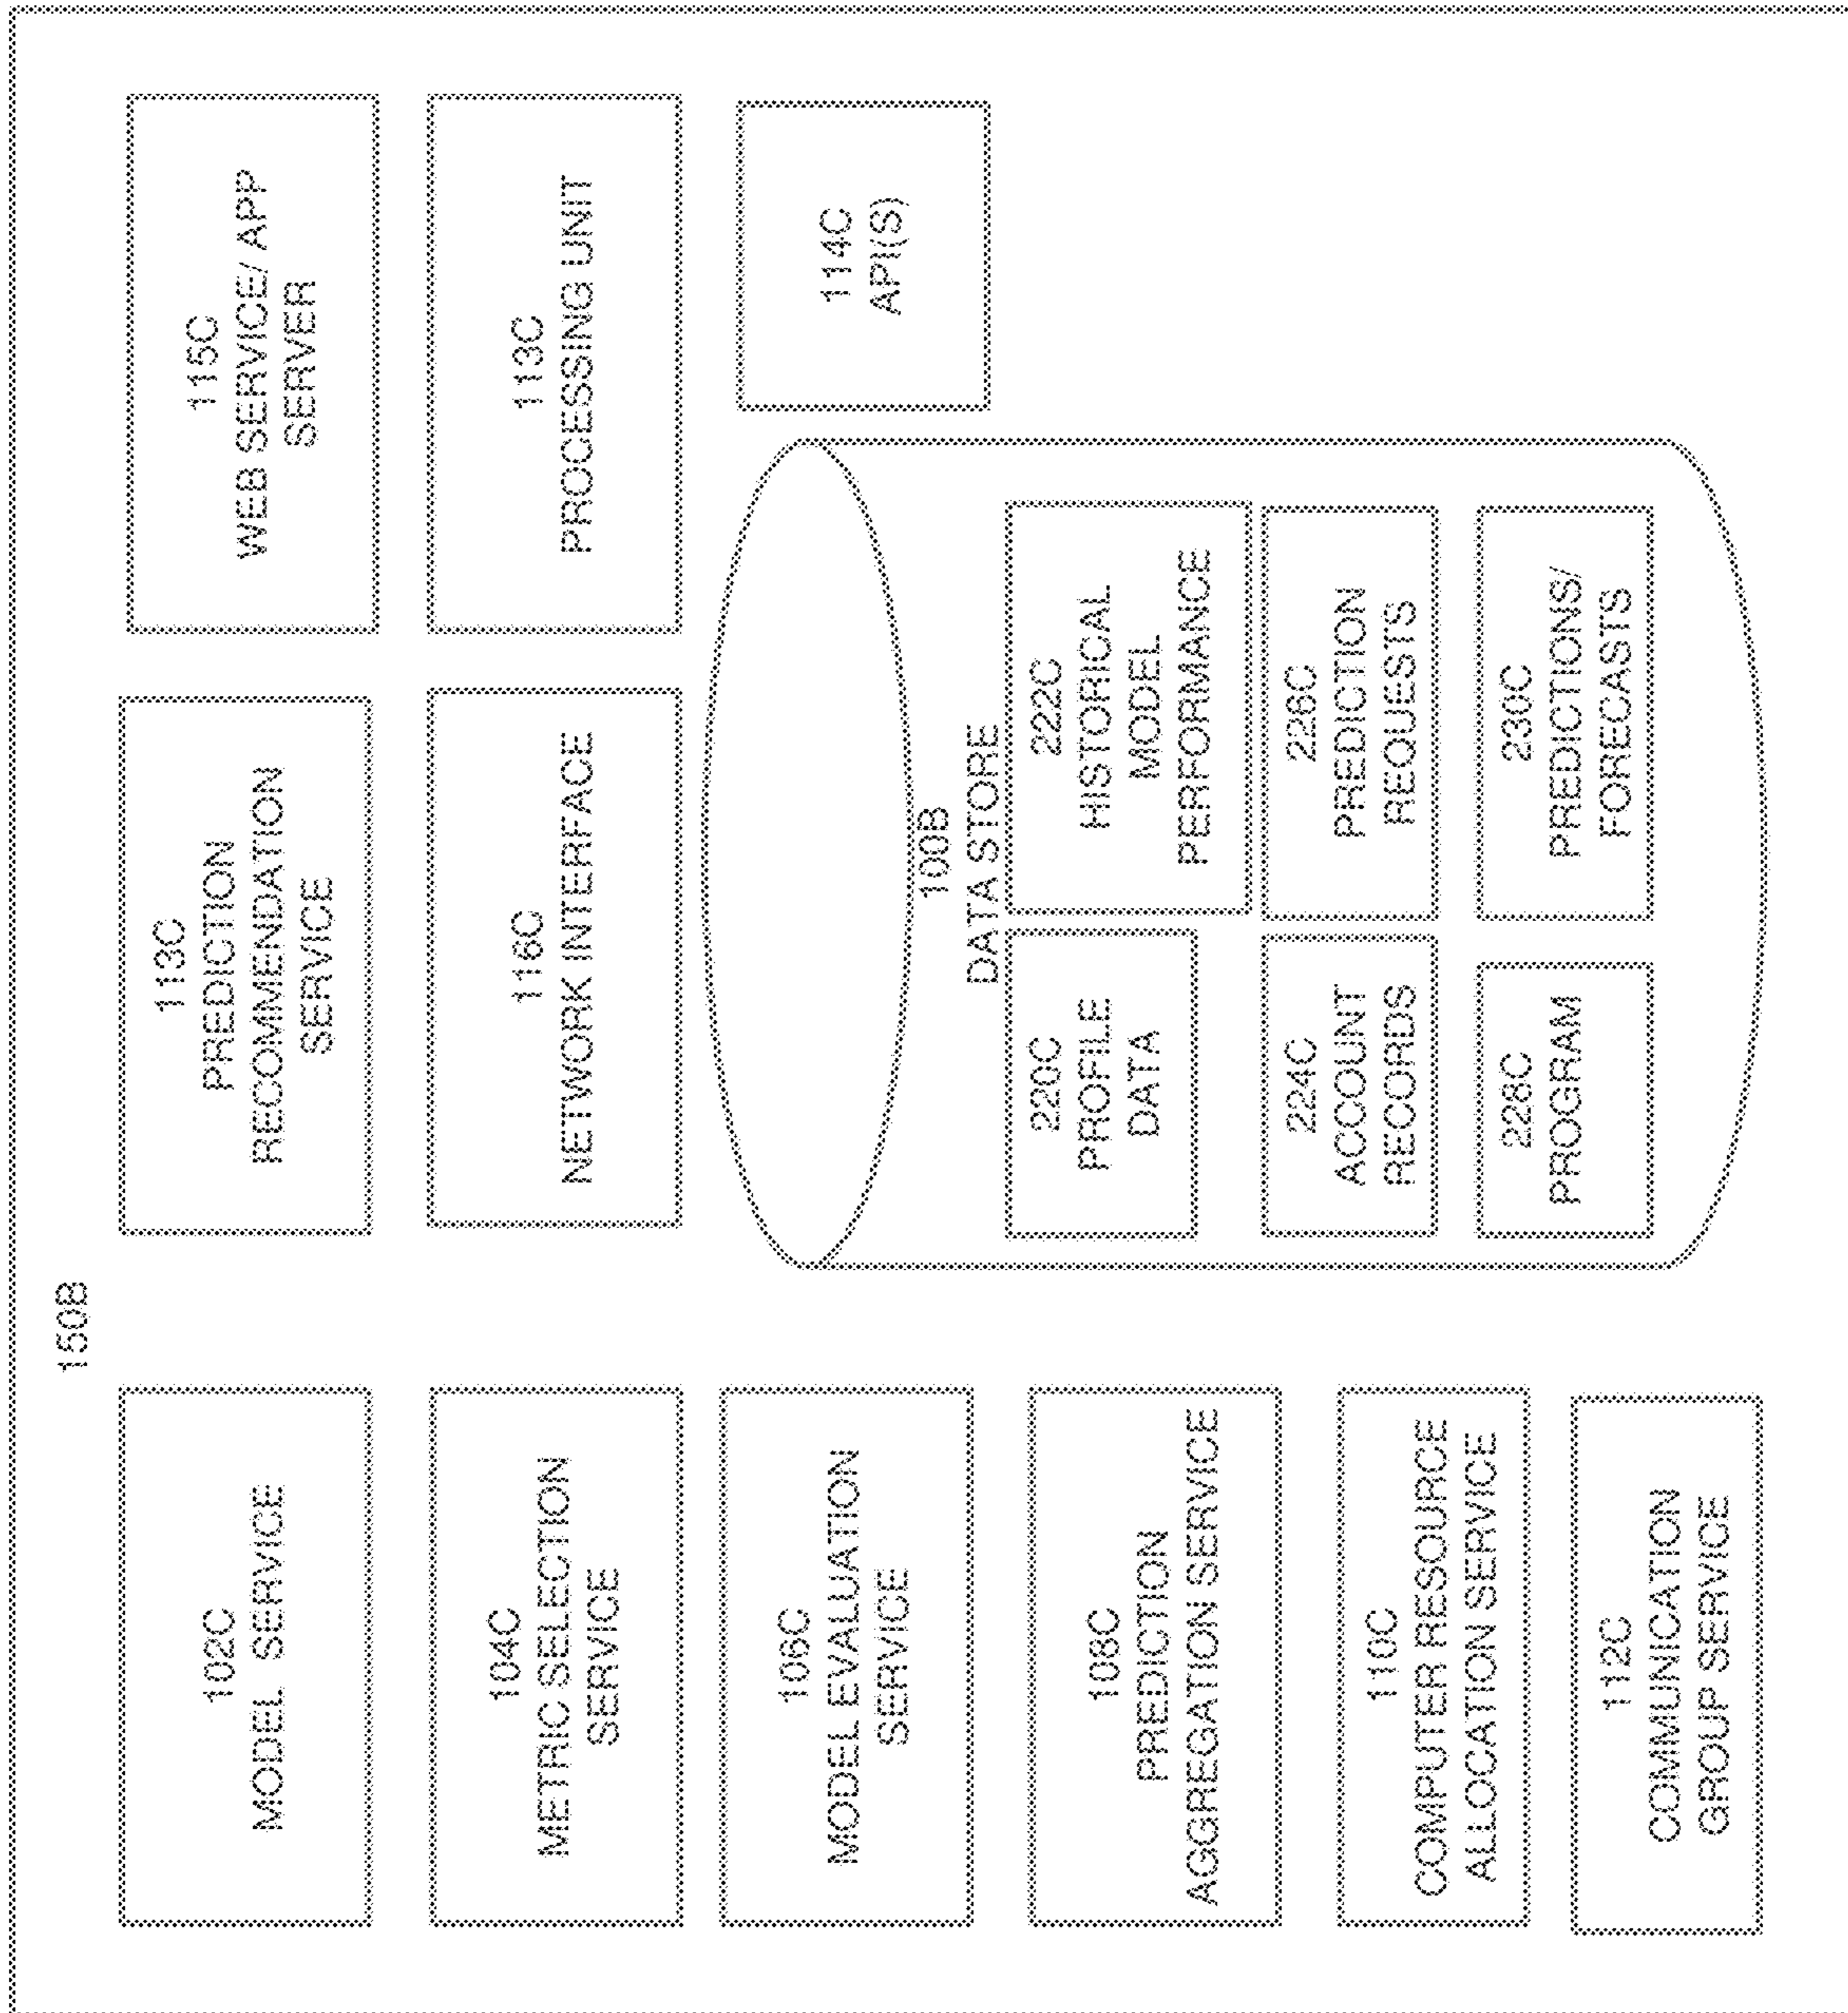 150B
102C
MODEL SERVICE
104C
METRIC SELECTION
SERVICE
106C
MODEL EVALUATION
SERVICE
108C
PREDICTION
AGGREGATION SERVICE
110C
COMPUTER RESOURCE
ALLOCATION SERVICE
112C
COMMUNICATION
GROUP SERVICE
113C
PREDICTION
RECOMMENDATION
SERVICE
116C
NETWORK INTERFACE
115C
WEB SERVICE/ APP
SERVER
113C
PROCESSING UNIT
114C
API(S)
100B
DATA STORE
220C
PROFILE
DATA
222C
HISTORICAL
MODEL
PERFORMANCE
224C
ACCOUNT
RECORDS
226C
PREDICTION
REQUESTS
228C
PROGRAM
230C
PREDICTIONS/
FORECASTS